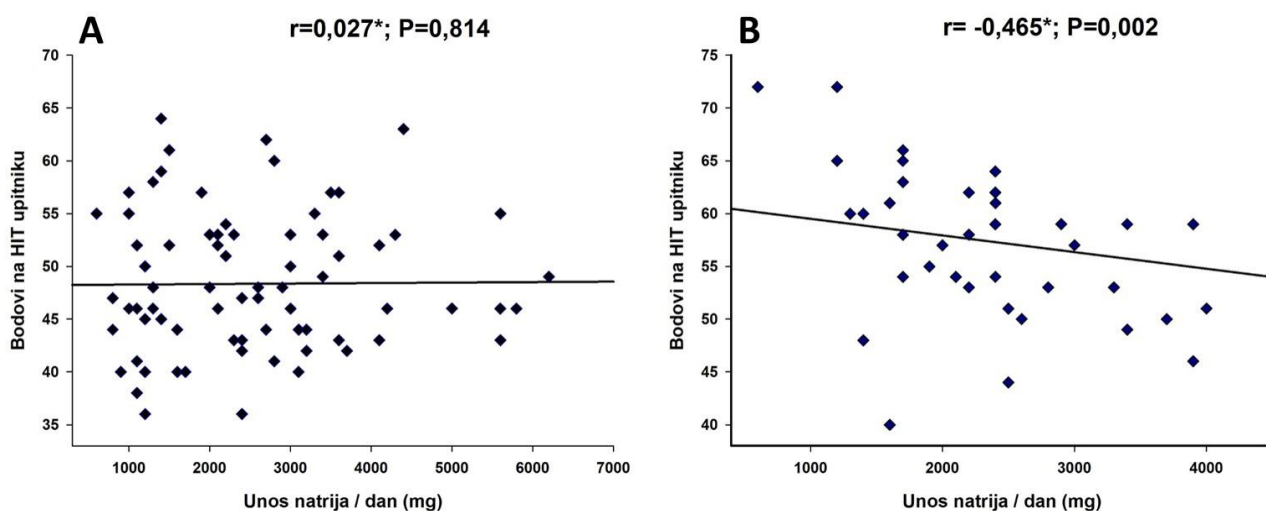 A
r=0,027*; P=0,814
70
65
60
55
50
45
40
35
Bodovi na HIT upitniku
1000 2000 3000 4000 5000 6000 7000
Unos natrija / dan (mg)
B
r= -0,465*; P=0,002
75
70
65
60
55
50
45
40
Bodovi na HIT upitniku
1000 2000 3000 4000
Unos natrija / dan (mg)